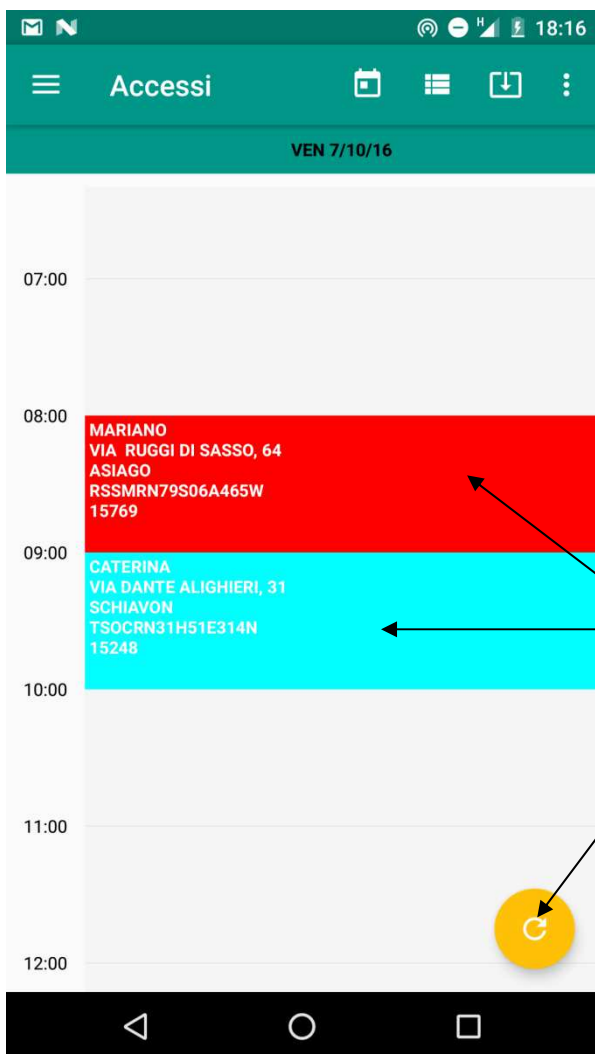 H 18:16
Accessi
VEN 7/10/16
07:00
08:00
MARIANO
VIA RUGGI DI SASSO, 64
ASIAGO
RSSMRN79S06A465W
15769
09:00
CATERINA
VIA DANTE ALIGHIERI, 31
SCHIAVON
TSOCRN31H51E314N
15248
10:00
11:00
12:00